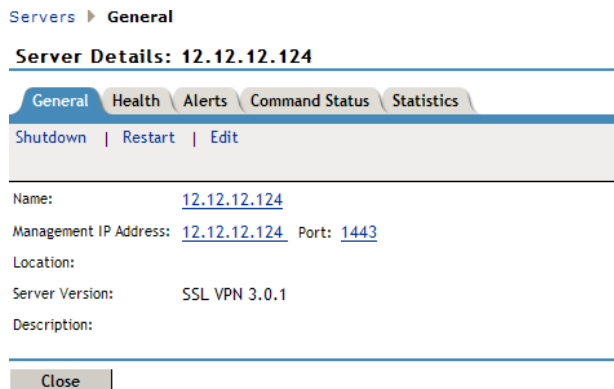 Servers General
Server Details: 12.12.12.124
General Health Alerts Command Status Statistics
Shutdown | Restart | Edit
Name: 12.12.12.124
Management IP Address: 12.12.12.124 Port: 1443
Location:
Server Version: SSL VPN 3.0.1
Description:
Close